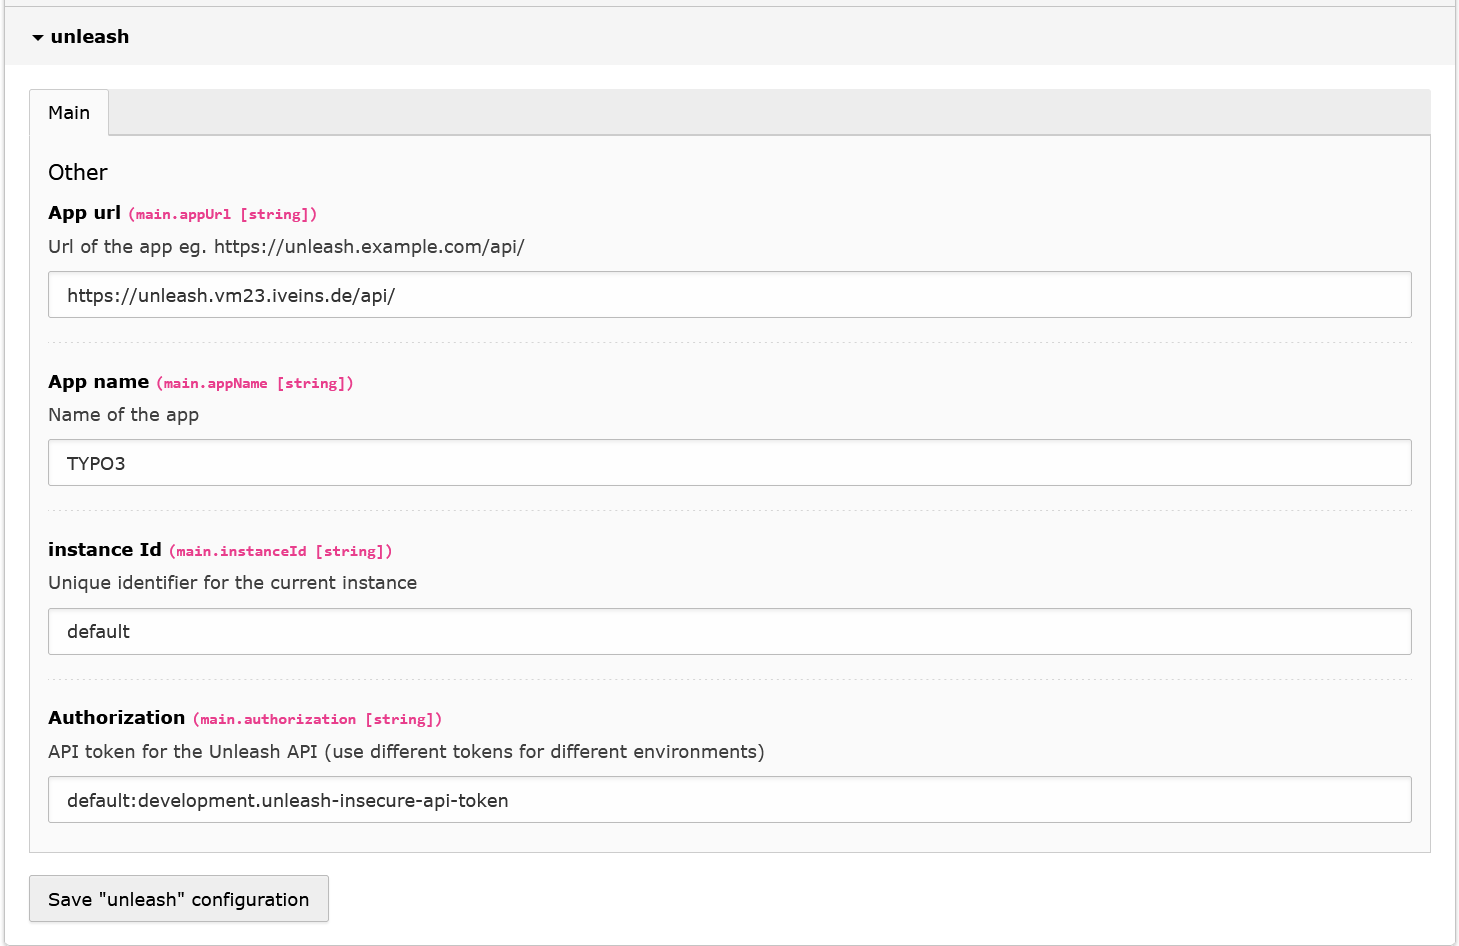 unleash
Main
Other
App url (main.appUrl [string])
Url of the app eg. https://unleash.example.com/api/
https://unleash.vm23.iveins.de/api/
App name (main.appName [string])
Name of the app
TYPO3
instance Id (main.instanceId [string])
Unique identifier for the current instance
default
Authorization (main.authorization [string])
API token for the Unleash API (use different tokens for different environments)
default:development.unleash-insecure-api-token
Save "unleash" configuration